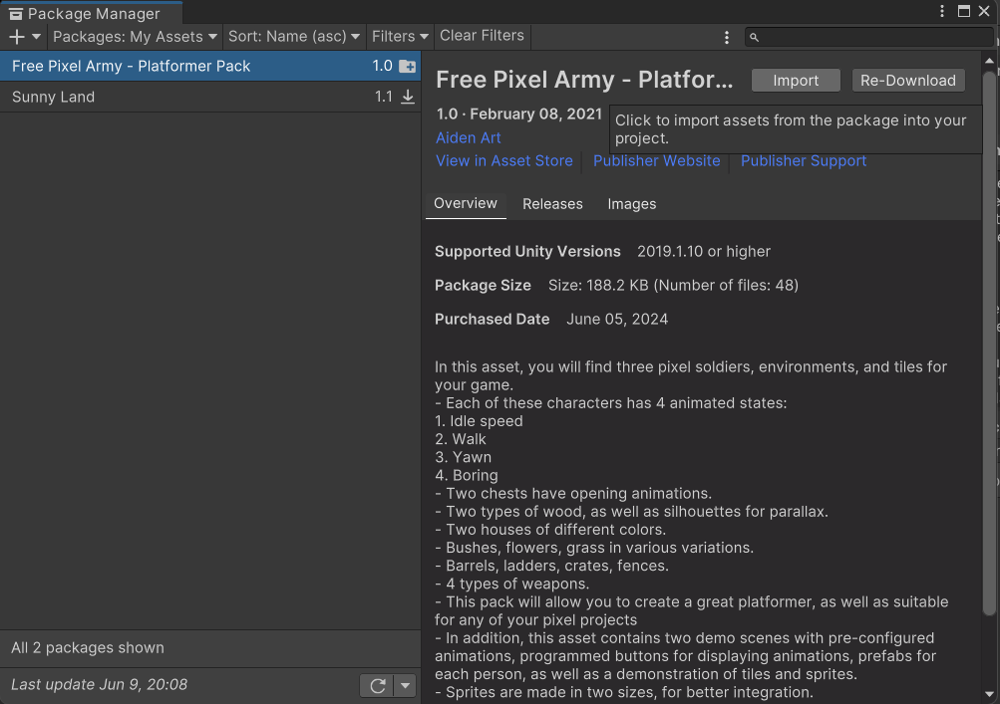 Package Manager
Packages: My Assets Sort: Name (asc) Filters Clear Filters
Free Pixel Army - Platformer Pack 1.0
Sunny Land 1.1
All 2 packages shown
Last update Jun 9, 20:08
Free Pixel Army - Platfor... Import Re-Download
1.0 · February 08, 2021
Click to import assets from the package into your
project.
Aiden Art
View in Asset Store Publisher Website Publisher Support
Overview Releases Images
Supported Unity Versions 2019.1.10 or higher
Package Size Size: 188.2 KB (Number of files: 48)
Purchased Date June 05, 2024
In this asset, you will find three pixel soldiers, environments, and tiles for
your game.
- Each of these characters has 4 animated states:
1. Idle speed
2. Walk
3. Yawn
4. Boring
- Two chests have opening animations.
- Two types of wood, as well as silhouettes for parallax.
- Two houses of different colors.
- Bushes, flowers, grass in various variations.
- Barrels, ladders, crates, fences.
- 4 types of weapons.
- This pack will allow you to create a great platformer, as well as suitable
for any of your pixel projects
- In addition, this asset contains two demo scenes with pre-configured
animations, programmed buttons for displaying animations, prefabs for
each person, as well as a demonstration of tiles and sprites.
- Sprites are made in two sizes, for better integration.